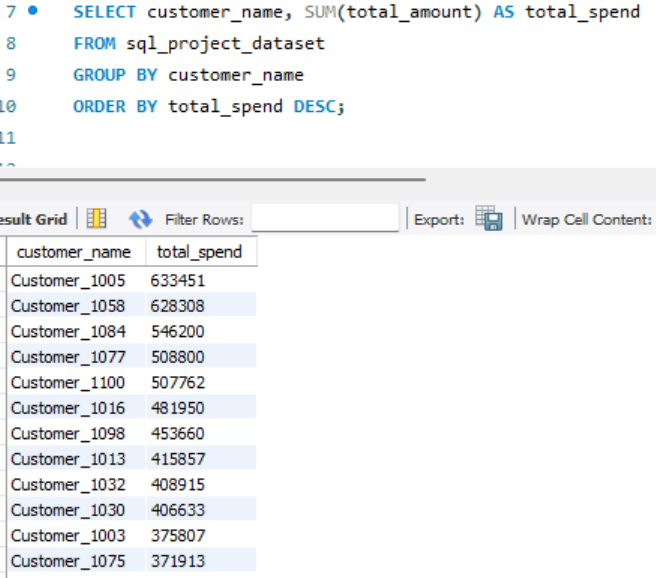 7 SELECT customer_name, SUM(total_amount) AS total_spend
8 FROM sql_project_dataset
9 GROUP BY customer_name
10 ORDER BY total_spend DESC;
11
esult Grid Filter Rows: Export: Wrap Cell Content:
customer_name total_spend
Customer_1005 633451
Customer_1058 628308
Customer_1084 546200
Customer_1077 508800
Customer_1100 507762
Customer_1016 481950
Customer_1098 453660
Customer_1013 415857
Customer_1032 408915
Customer_1030 406633
Customer_1003 375807
Customer_1075 371913